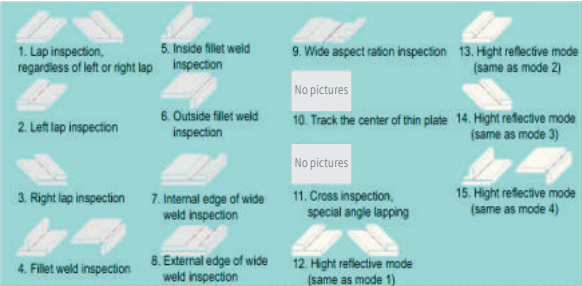 1. Lap inspection,
regardless of left or right lap
2. Left lap inspection
3. Right lap inspection
4. Fillet weld inspection
5. Inside fillet weld
inspection
6. Outside fillet weld
inspection
7. Internal edge of wide
weld inspection
8. External edge of wide
weld inspection
9. Wide aspect ration inspection
No pictures
10. Track the center of thin plate
No pictures
11. Cross inspection,
special angle lapping
12. Hight reflective mode
(same as mode 1)
13. Hight reflective mode
(same as mode 2)
14. Hight reflective mode
(same as mode 3)
15. Hight reflective mode
(same as mode 4)